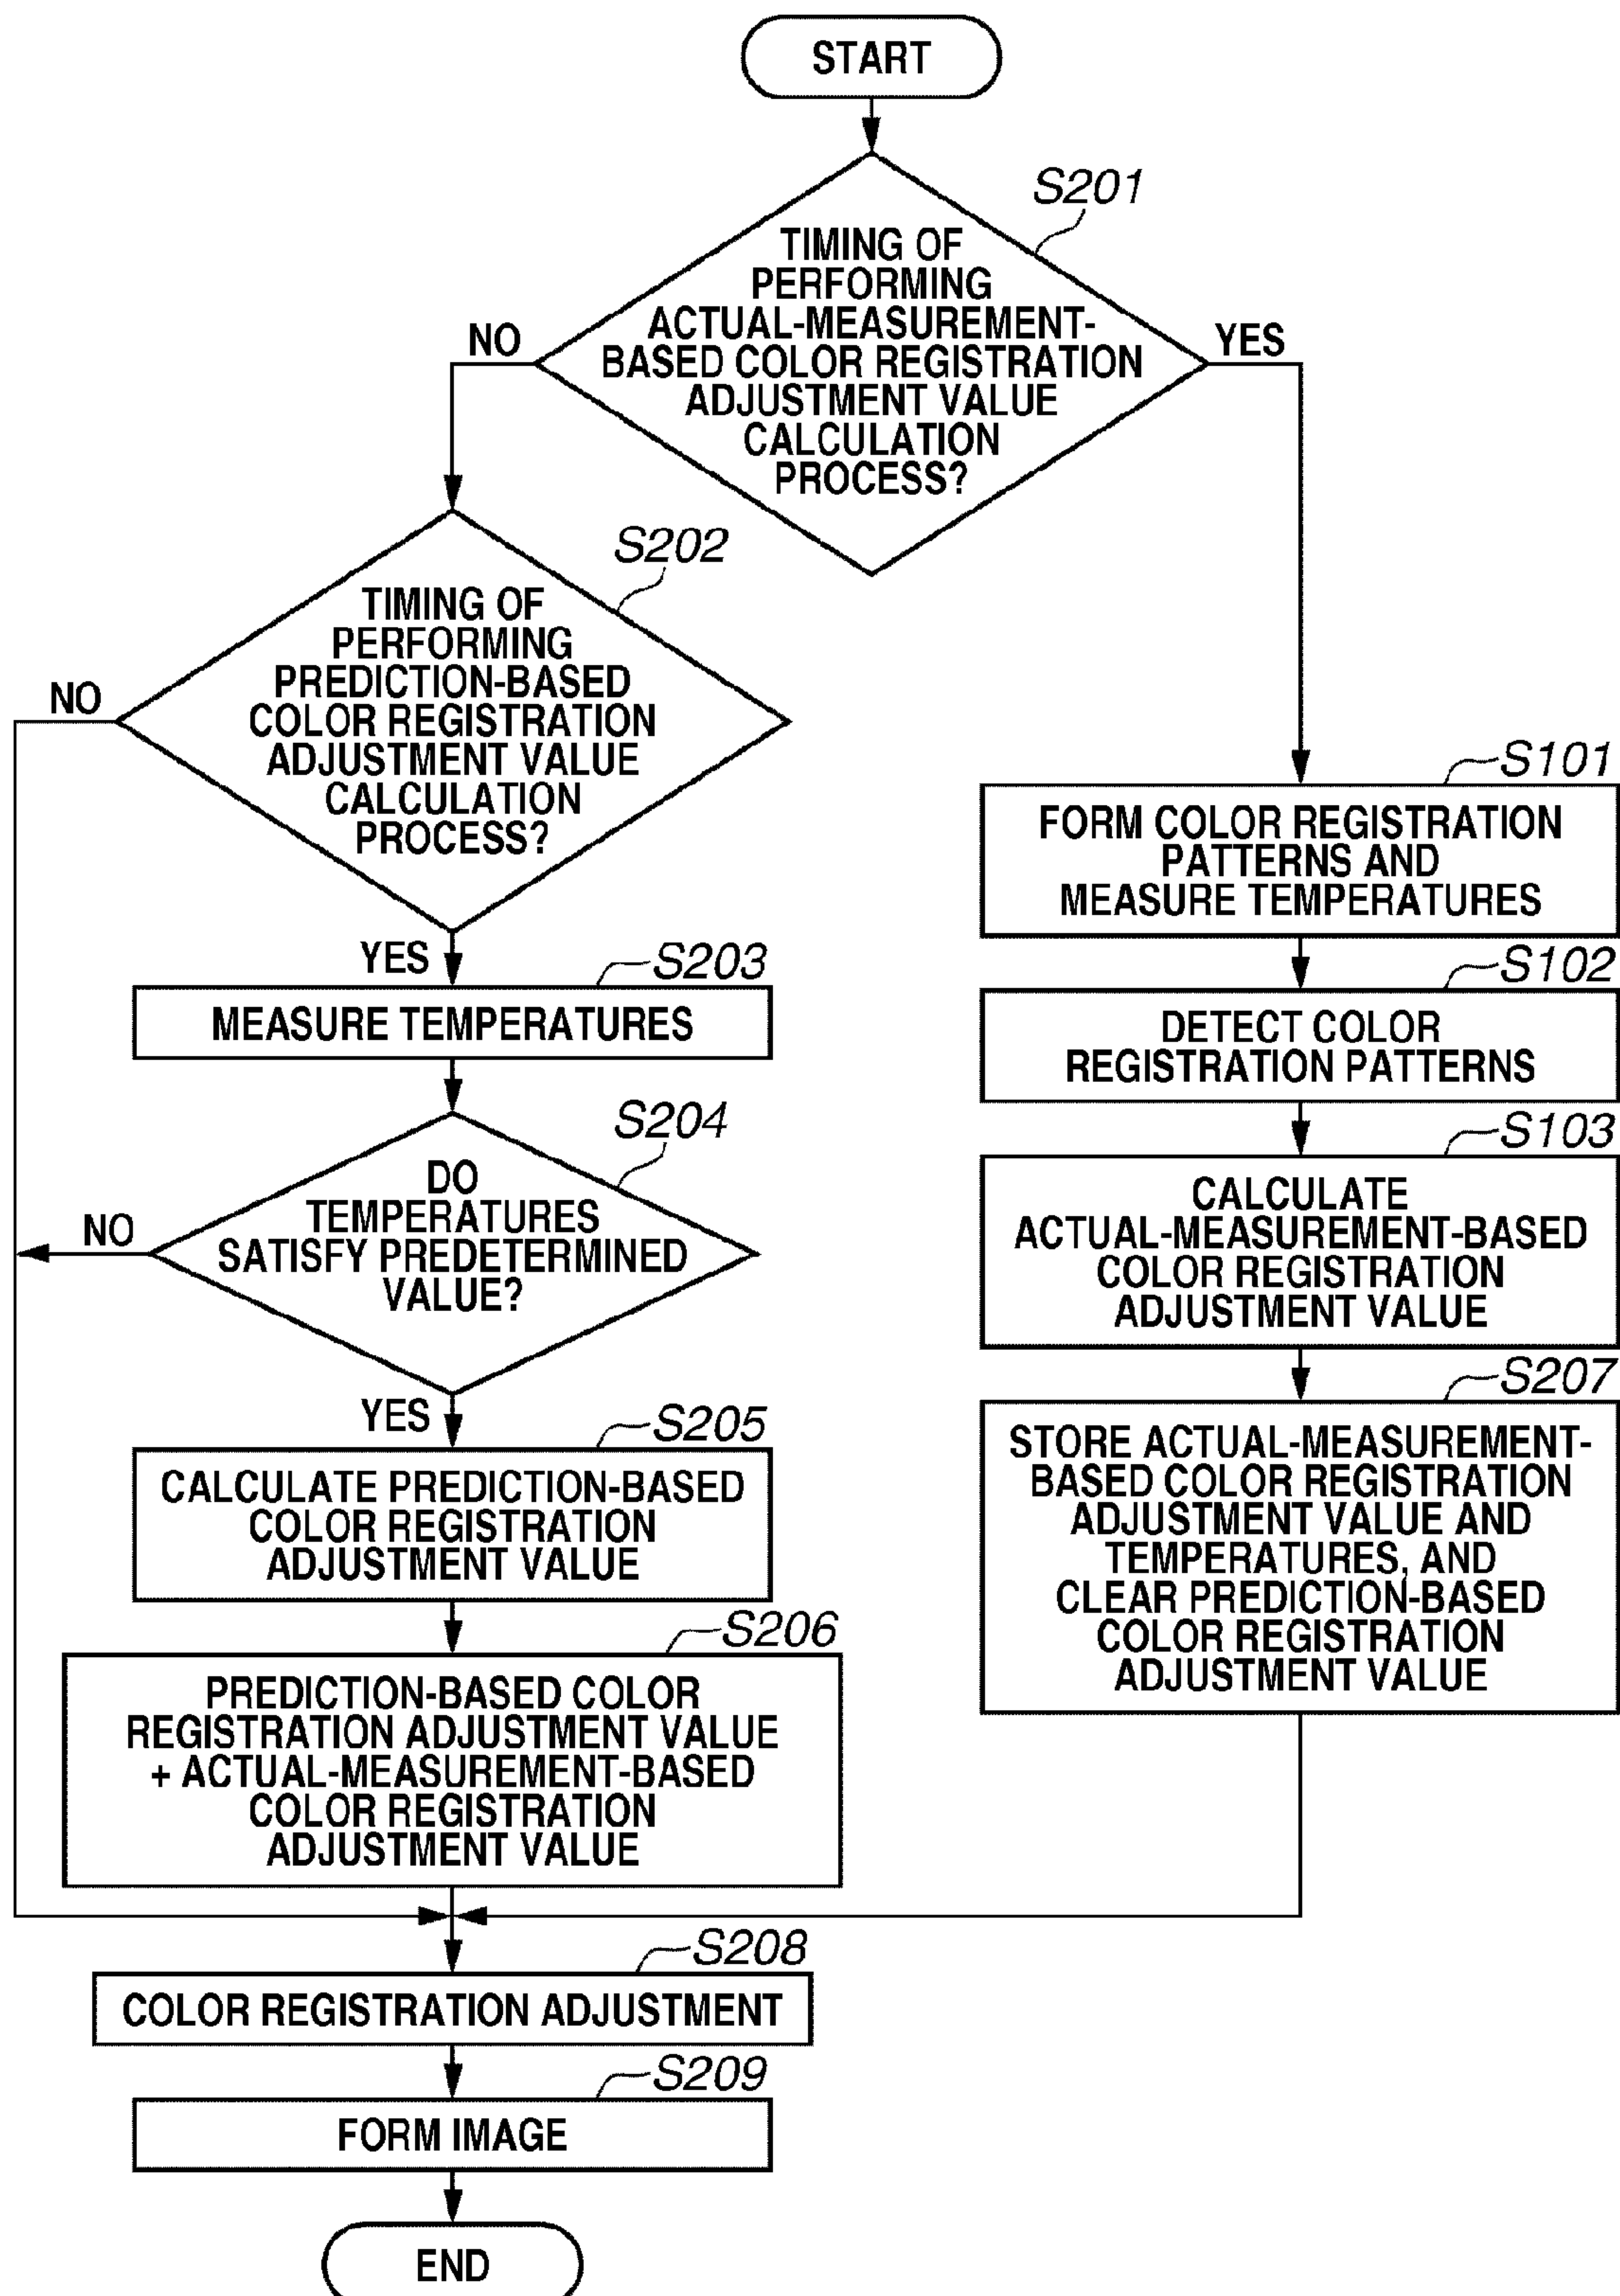 START
S201
TIMING OF
PERFORMING
ACTUAL-MEASUREMENT-
BASED COLOR REGISTRATION
ADJUSTMENT VALUE
CALCULATION
PROCESS?
NO
YES
S202
TIMING OF
PERFORMING
PREDICTION-BASED
COLOR REGISTRATION
ADJUSTMENT VALUE
CALCULATION
PROCESS?
NO
YES
S203
MEASURE TEMPERATURES
S204
DO
TEMPERATURES
SATISFY PREDETERMINED
VALUE?
NO
YES
S205
CALCULATE PREDICTION-BASED
COLOR REGISTRATION
ADJUSTMENT VALUE
S206
PREDICTION-BASED COLOR
REGISTRATION ADJUSTMENT VALUE
+ ACTUAL-MEASUREMENT-BASED
COLOR REGISTRATION
ADJUSTMENT VALUE
S101
FORM COLOR REGISTRATION
PATTERNS AND
MEASURE TEMPERATURES
S102
DETECT COLOR
REGISTRATION PATTERNS
S103
CALCULATE
ACTUAL-MEASUREMENT-BASED
COLOR REGISTRATION
ADJUSTMENT VALUE
S207
STORE ACTUAL-MEASUREMENT-
BASED COLOR REGISTRATION
ADJUSTMENT VALUE AND
TEMPERATURES, AND
CLEAR PREDICTION-BASED
COLOR REGISTRATION
ADJUSTMENT VALUE
S208
COLOR REGISTRATION ADJUSTMENT
S209
FORM IMAGE
END